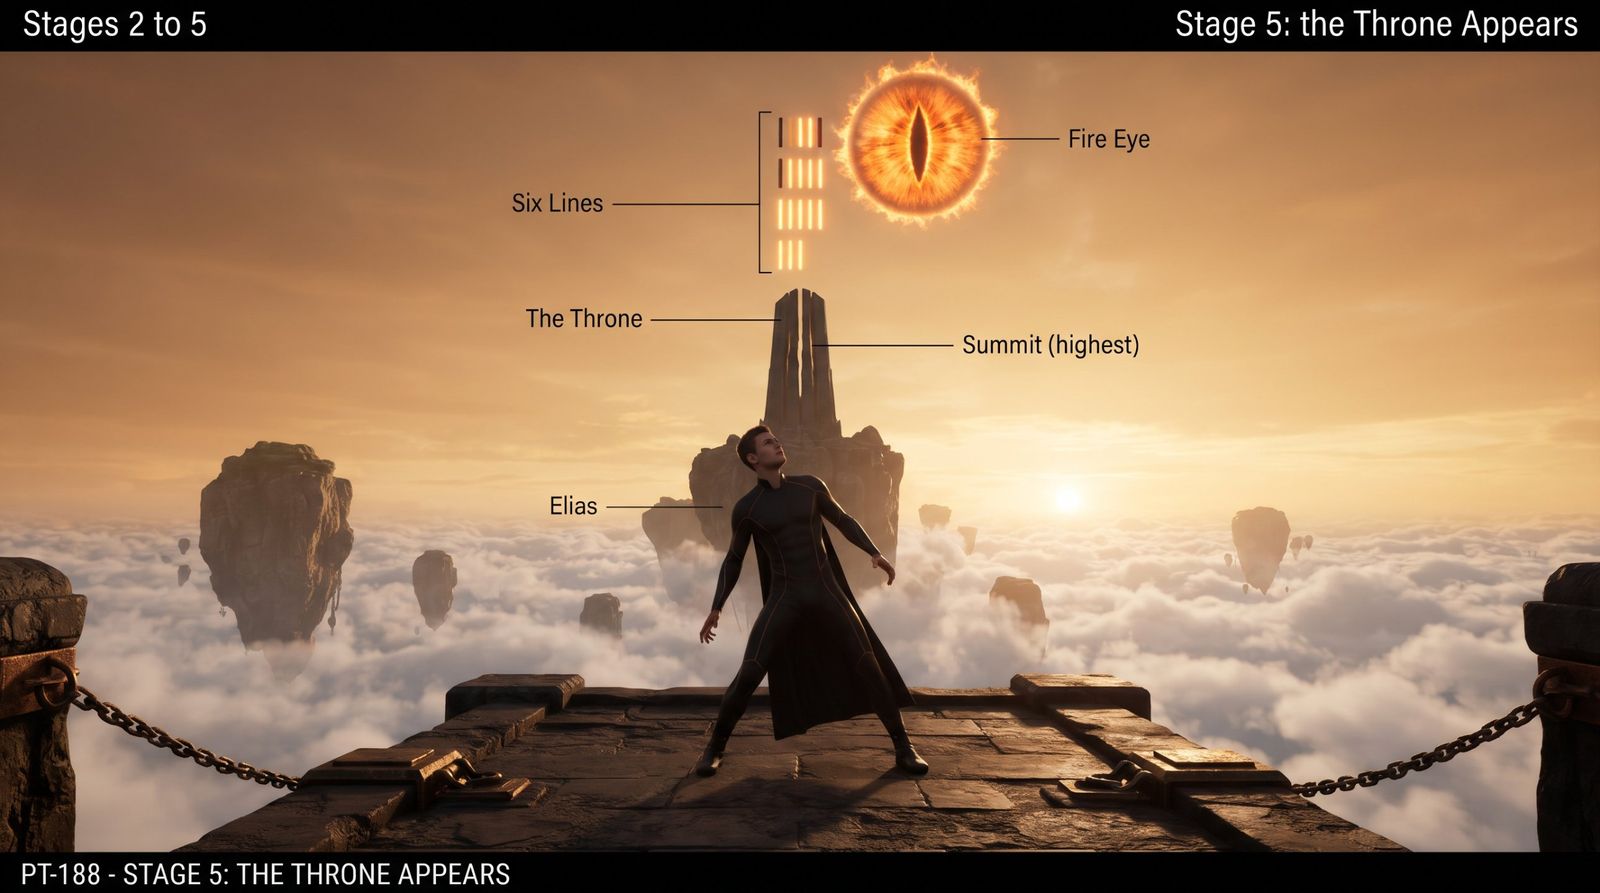 Stages 2 to 5
Stage 5: the Throne Appears
Fire Eye
Six Lines
The Throne
Summit (highest)
Elias
PT-188 - STAGE 5: THE THRONE APPEARS